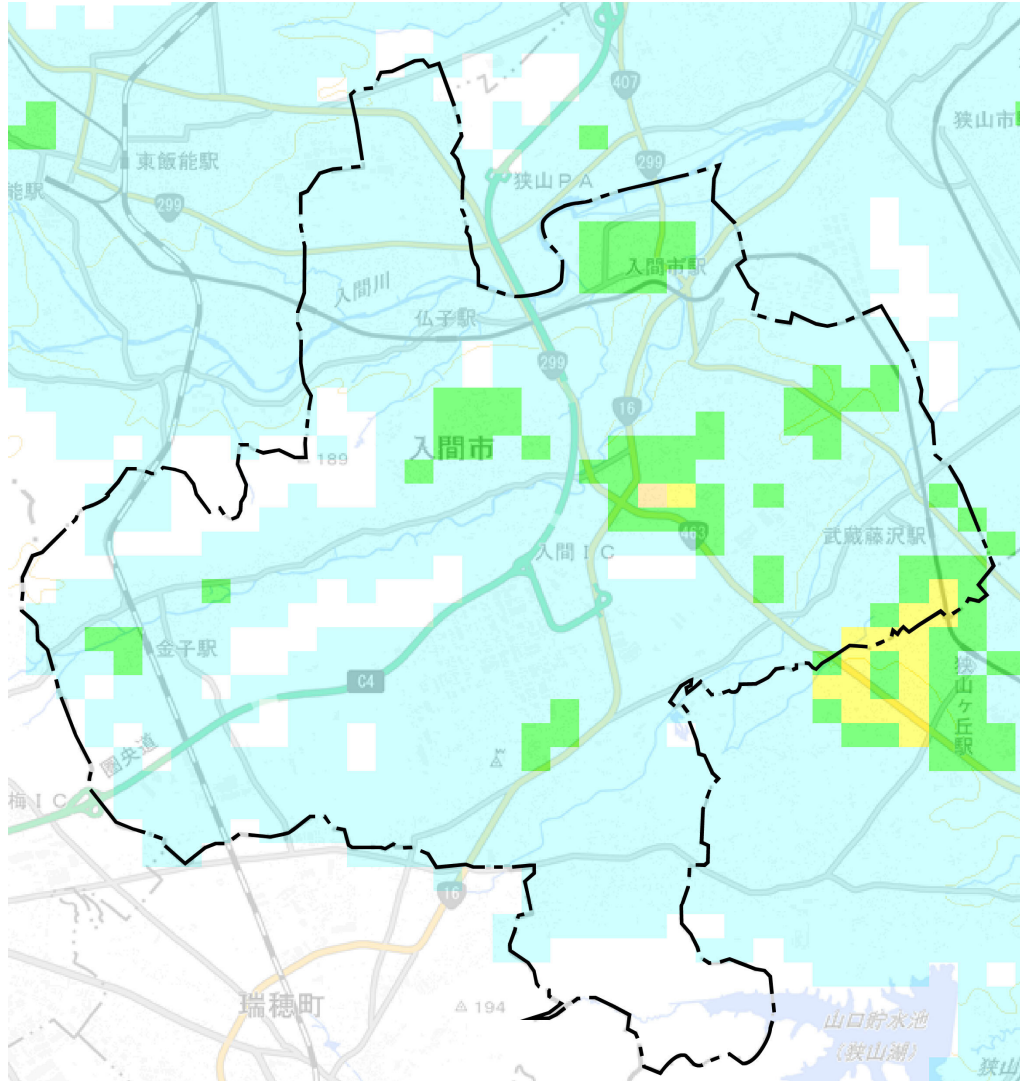 407
狭山市
東飯能駅
299
狭山PA
能駅
299
入間市駅
入間川
仏子駅
299
16
入間市
189
463
武蔵藤沢駅
入間IC
金子駅
狭山ヶ丘駅
C4
圏央道
梅IC
16
瑞穂町
194
山口貯水池
(狭山湖)
狭山